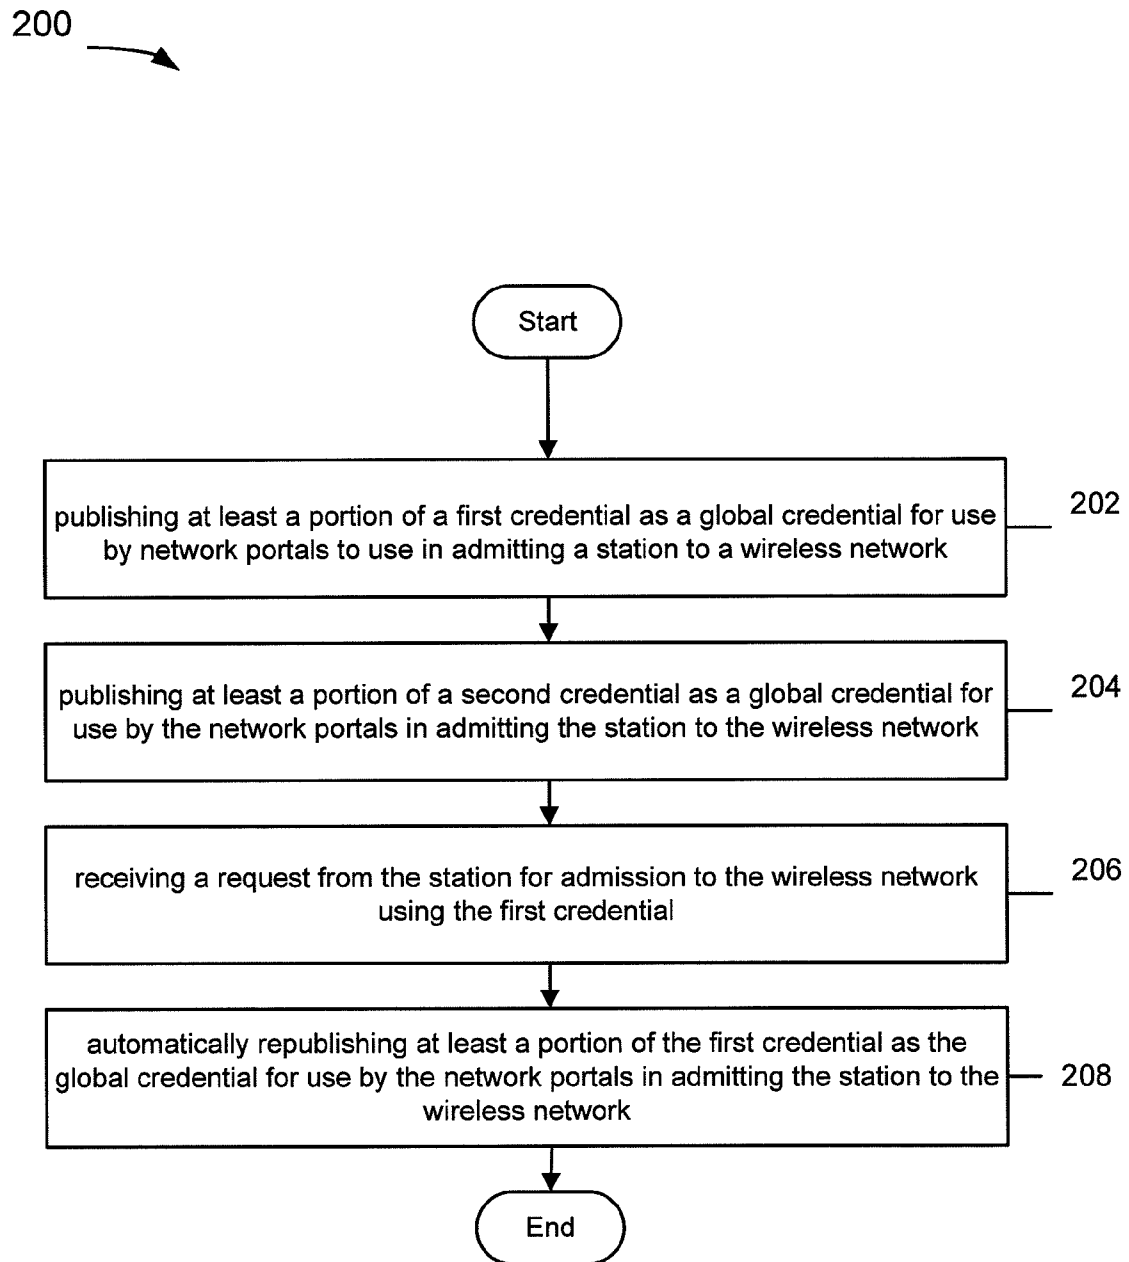 200
Start
publishing at least a portion of a first credential as a global credential for use
by network portals to use in admitting a station to a wireless network
202
publishing at least a portion of a second credential as a global credential for
use by the network portals in admitting the station to the wireless network
204
receiving a request from the station for admission to the wireless network
using the first credential
206
automatically republishing at least a portion of the first credential as the
global credential for use by the network portals in admitting the station to the
wireless network
208
End